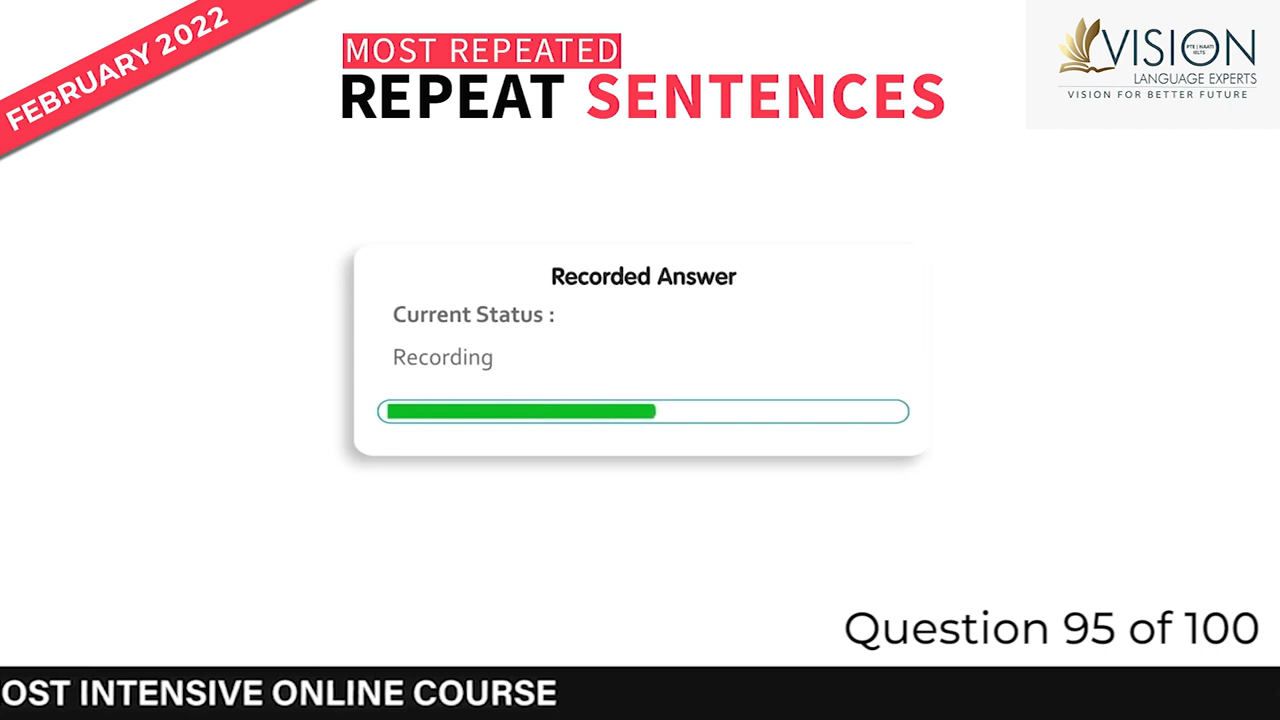 FEBRUARY 2022
MOST REPEATED
REPEAT SENTENCES
VISION
PTE | NAATI
IELTS
LANGUAGE EXPERTS
VISION FOR BETTER FUTURE
Recorded Answer
Current Status :
Recording
Question 95 of 100
OST INTENSIVE ONLINE COURSE